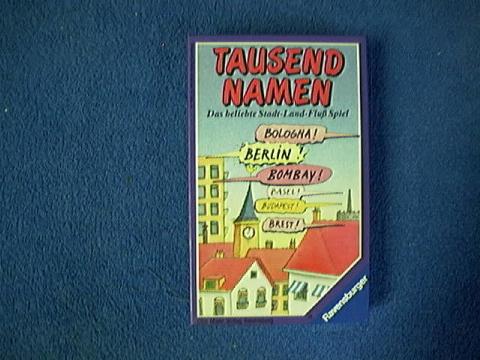 TAUSEND
NAMEN
Das beliebte Stadt-Land-Fluß Spiel
BOLOGNA!
BERLIN!
BOMBAY!
BASEL!
BUDAPEST!
BREST!
Ravensburger